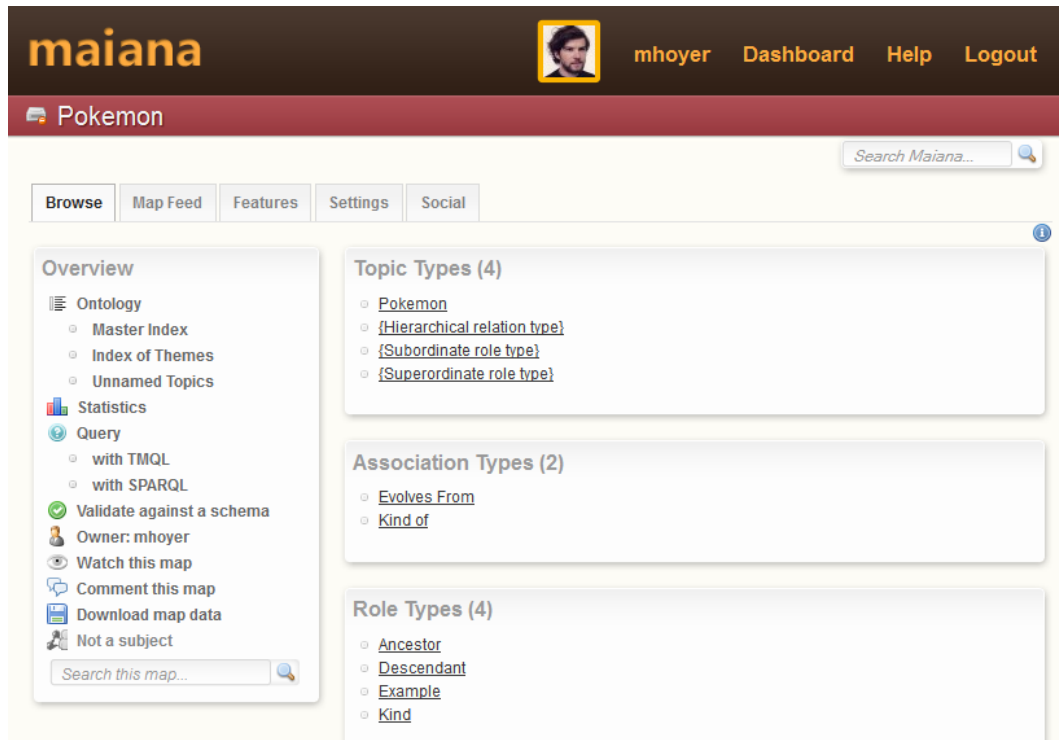 maiana
mhoyer Dashboard Help Logout
Pokemon
Search Maiana...
Browse Map Feed Features Settings Social
Overview
Ontology
Master Index
Index of Themes
Unnamed Topics
Statistics
Query
with TMQL
with SPARQL
Validate against a schema
Owner: mhoyer
Watch this map
Comment this map
Download map data
Not a subject
Search this map...
Topic Types (4)
Pokemon
{Hierarchical relation type}
{Subordinate role type}
{Superordinate role type}
Association Types (2)
Evolves From
Kind of
Role Types (4)
Ancestor
Descendant
Example
Kind